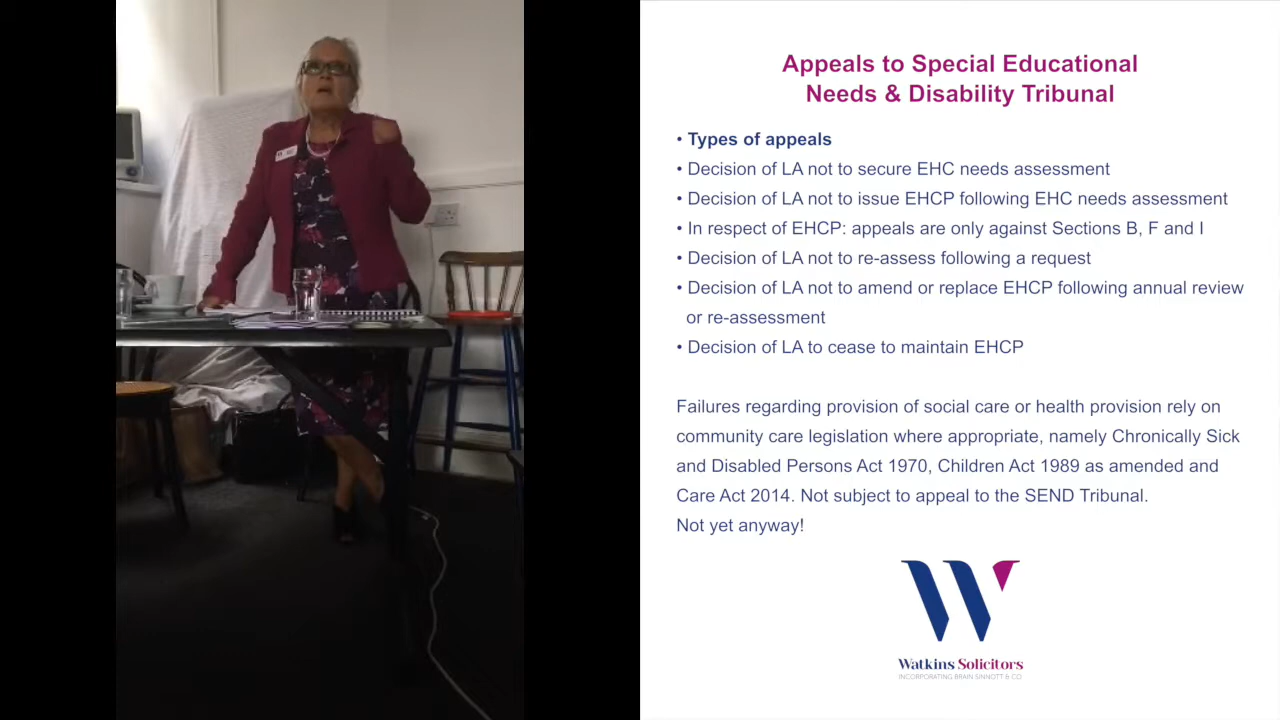 Appeals to Special Educational
Needs & Disability Tribunal
• Types of appeals
• Decision of LA not to secure EHC needs assessment
• Decision of LA not to issue EHCP following EHC needs assessment
• In respect of EHCP: appeals are only against Sections B, F and I
• Decision of LA not to re-assess following a request
• Decision of LA not to amend or replace EHCP following annual review
or re-assessment
• Decision of LA to cease to maintain EHCP
Failures regarding provision of social care or health provision rely on
community care legislation where appropriate, namely Chronically Sick
and Disabled Persons Act 1970, Children Act 1989 as amended and
Care Act 2014. Not subject to appeal to the SEND Tribunal.
Not yet anyway!
W
Watkins Solicitors
INCORPORATING BRAIN SINNOTT & CO